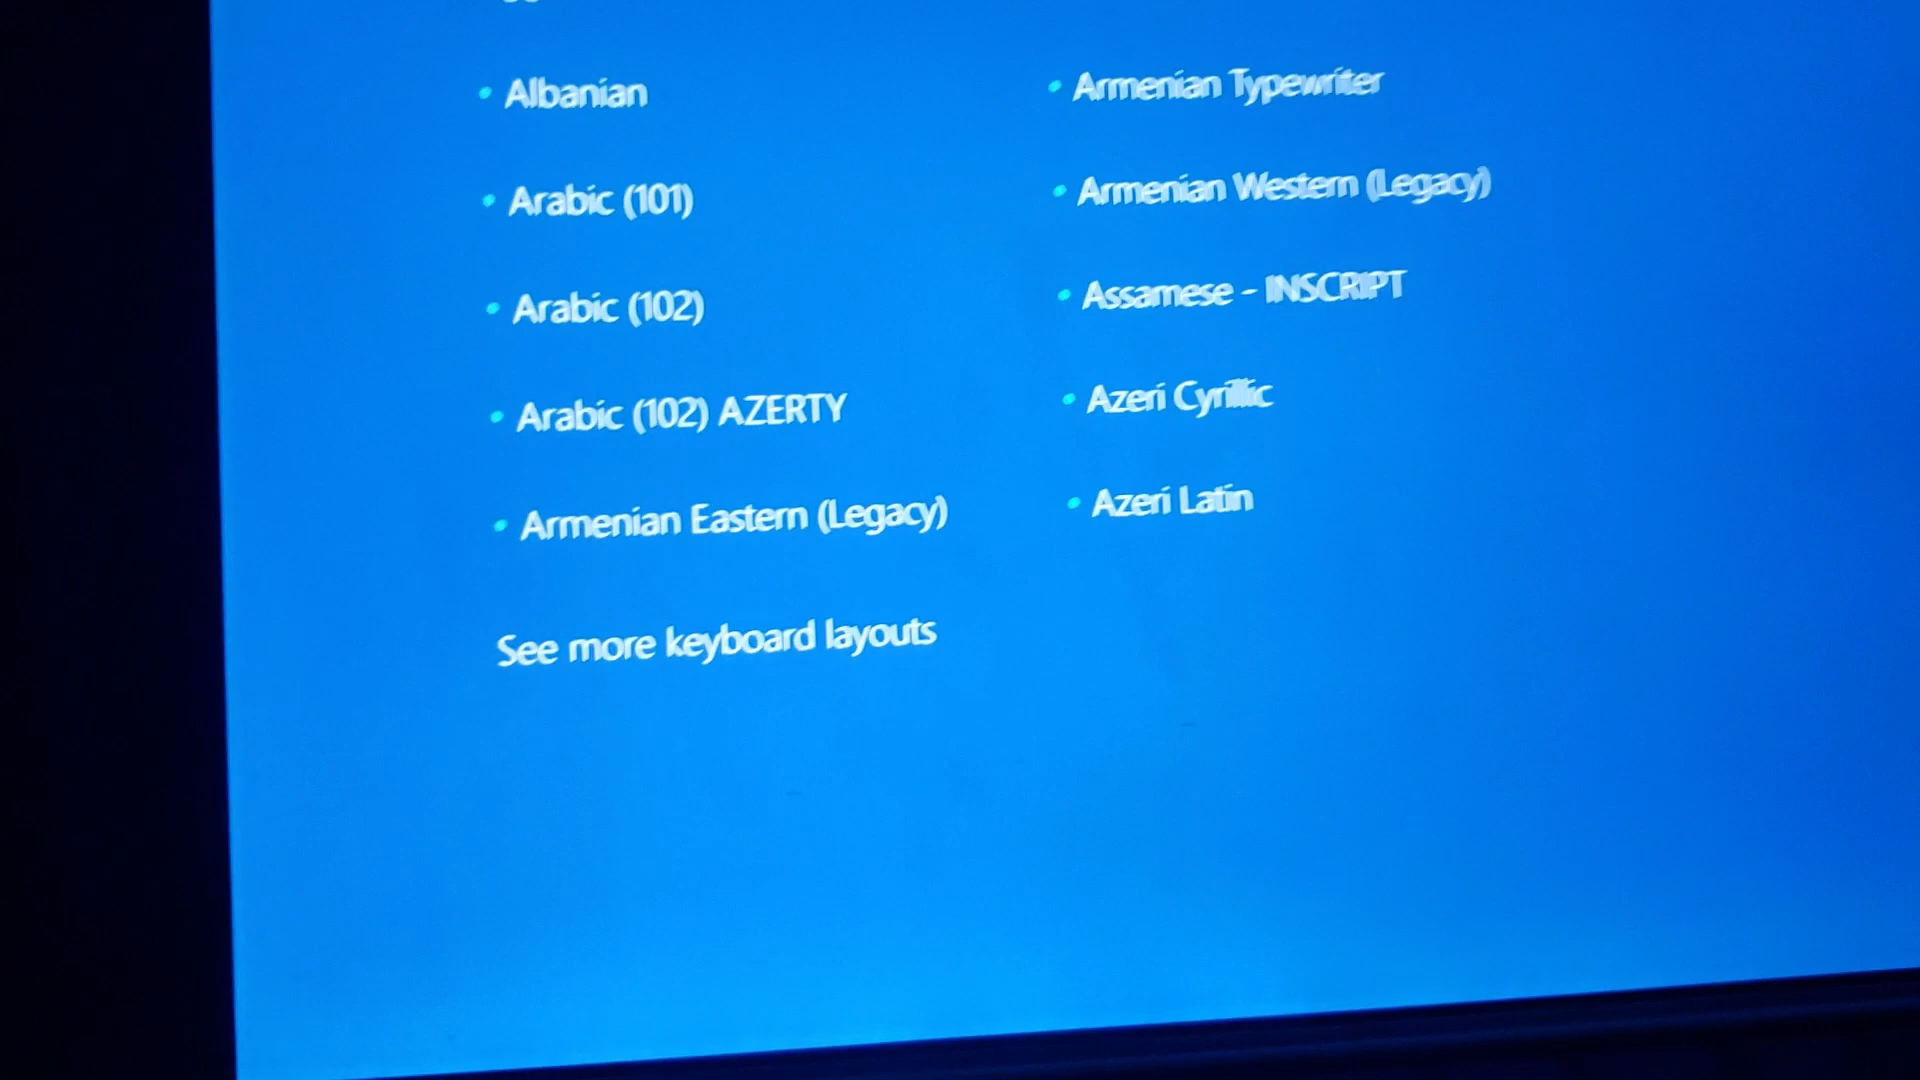 Albanian
Arabic (101)
Arabic (102)
Arabic (102) AZERTY
Armenian Eastern (Legacy)
Armenian Typewriter
Armenian Western (Legacy)
Assamese - INSCRIPT
Azeri Cyrillic
Azeri Latin
See more keyboard layouts